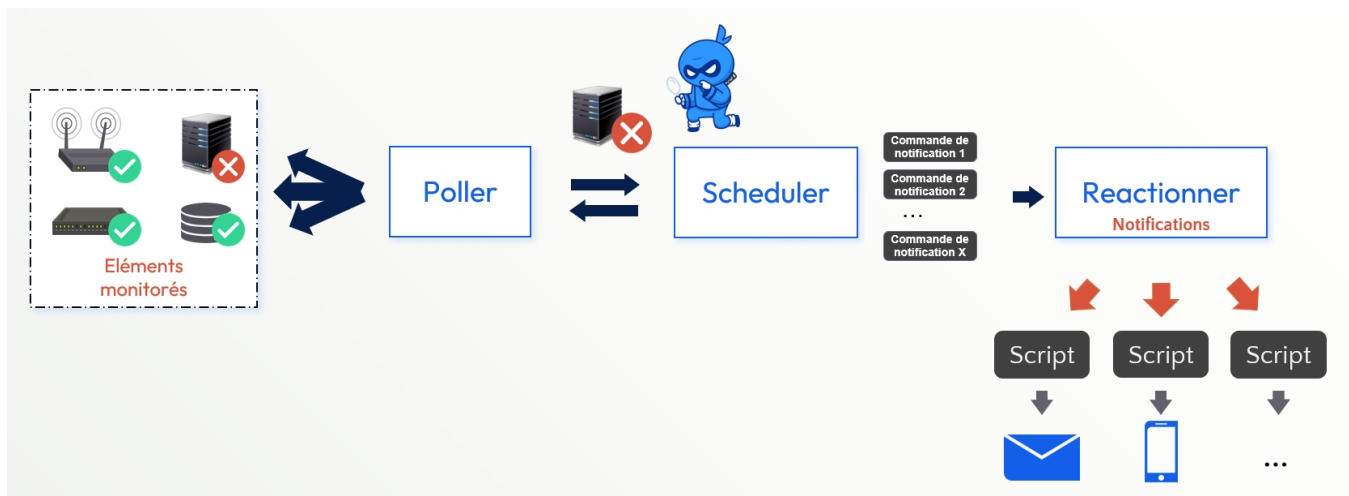 Commande de
notification 1
Commande de
notification 2
...
Commande de
notification X
Poller
Scheduler
Reactionner
Notifications
Eléments
monitorés
Script
Script
Script
...